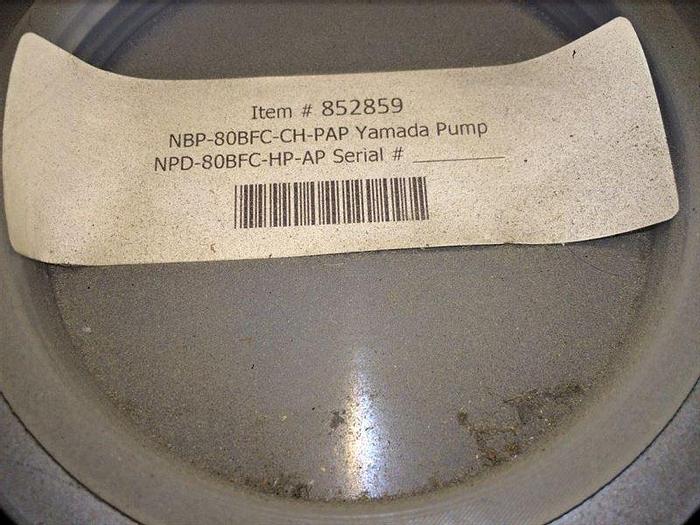 Item # 852859
NBP-80BFC-CH-PAP Yamada Pump
NPD-80BFC-HP-AP Serial # __________